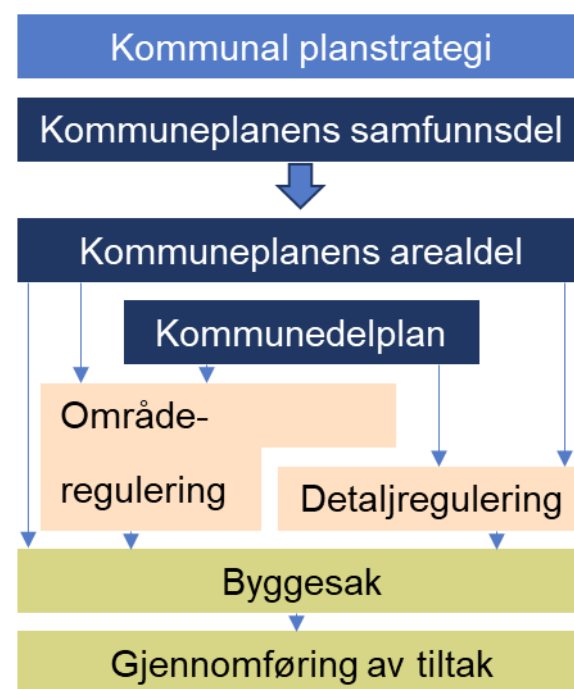 Kommunal planstrategi
Kommuneplanens samfunnsdel
Kommuneplanens arealdel
Kommunedelplan
Område-
regulering
Detaljregulering
Byggesak
Gjennomføring av tiltak